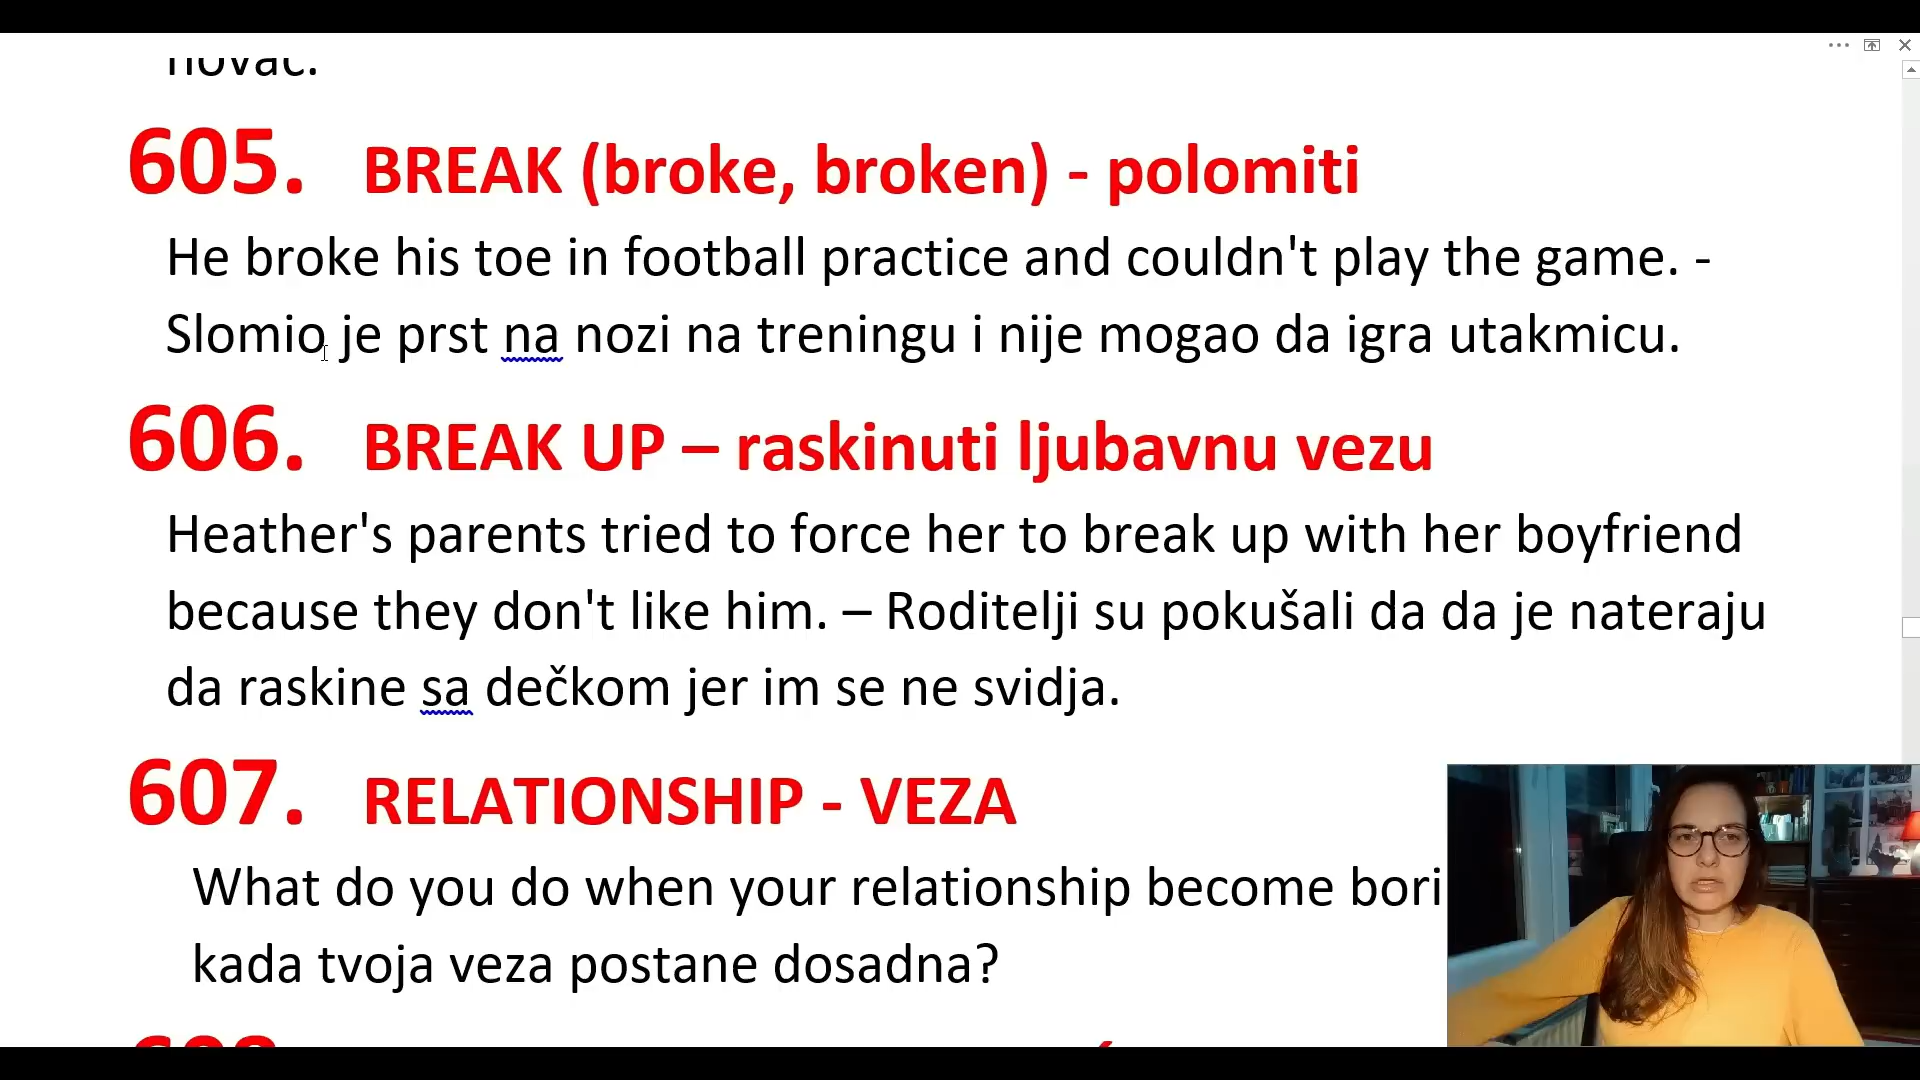 novac.
605. BREAK (broke, broken) - polomiti
He broke his toe in football practice and couldn't play the game. -
Slomio je prst na nozi na treningu i nije mogao da igra utakmicu.
606. BREAK UP – raskinuti ljubavnu vezu
Heather's parents tried to force her to break up with her boyfriend
because they don't like him. – Roditelji su pokušali da da je nateraju
da raskine sa dečkom jer im se ne svidja.
607. RELATIONSHIP - VEZA
What do you do when your relationship become bori
kada tvoja veza postane dosadna?